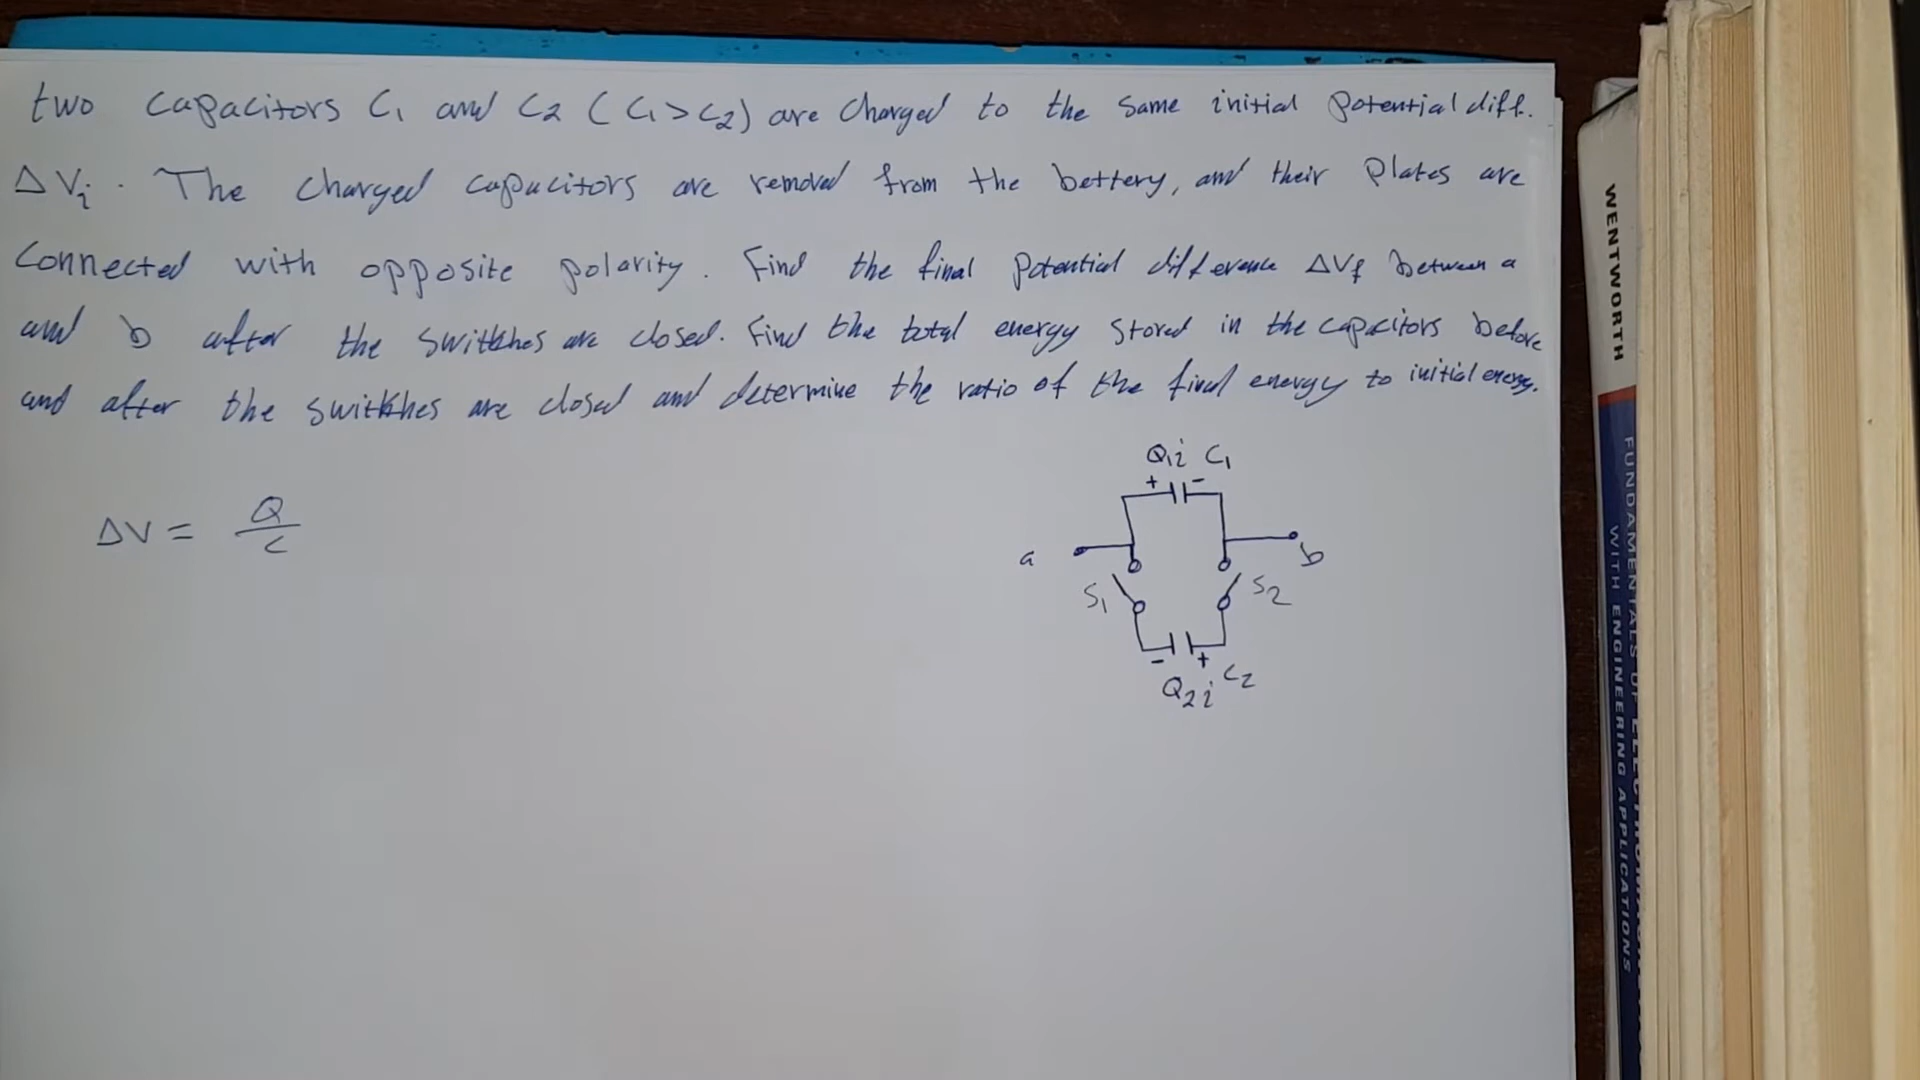 two capacitors C1 and C2 (C1 > C2) are charged to the same initial potential diff.
ΔVi. The charged capacitors are removed from the bettery, and their plates are
connected with opposite polarity. Find the final potential difference ΔVf between a
and b after the switches are closed. Find the total energy stored in the capacitors before
and after the switches are closed and determine the ratio of the final energy to initial energy.
Q1i C1
+ -
ΔV = Q/C
a b
S1 S2
- +
Q2i C2
WENTWORTH
FUNDAMENTALS OF
WITH ENGINEERING APPLICATIONS